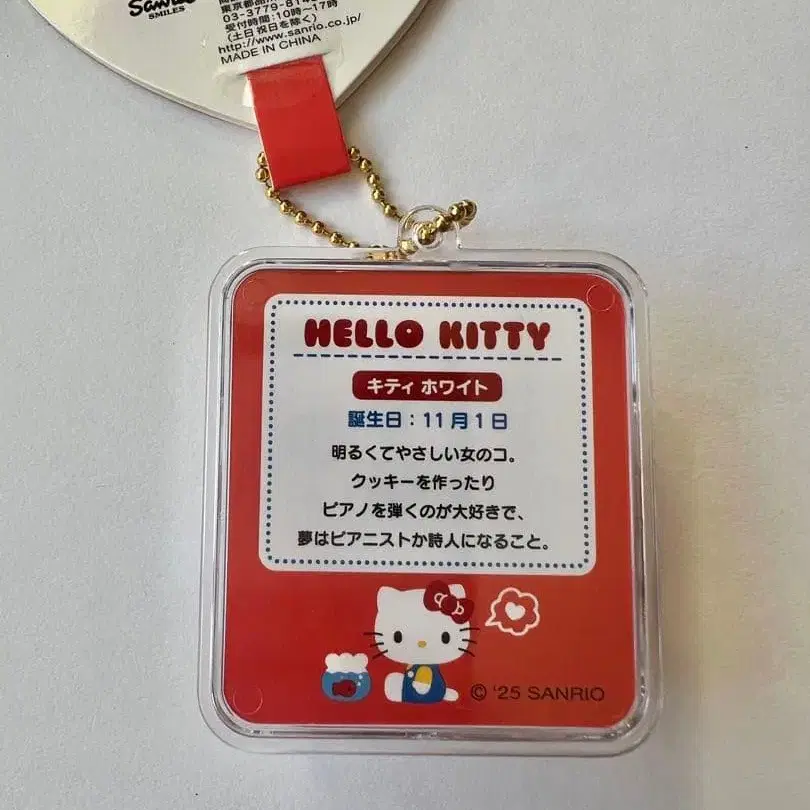 Sanrio
SMILES
03-3779-81
受付時間：10時〜17時
(土日祝日を除く)
http://www.sanrio.co.jp/
MADE IN CHINA
HELLO KITTY
キティ ホワイト
誕生日：11月1日
明るくてやさしい女のコ。
クッキーを作ったり
ピアノを弾くのが大好きで、
夢はピアニストか詩人になること。
© '25 SANRIO